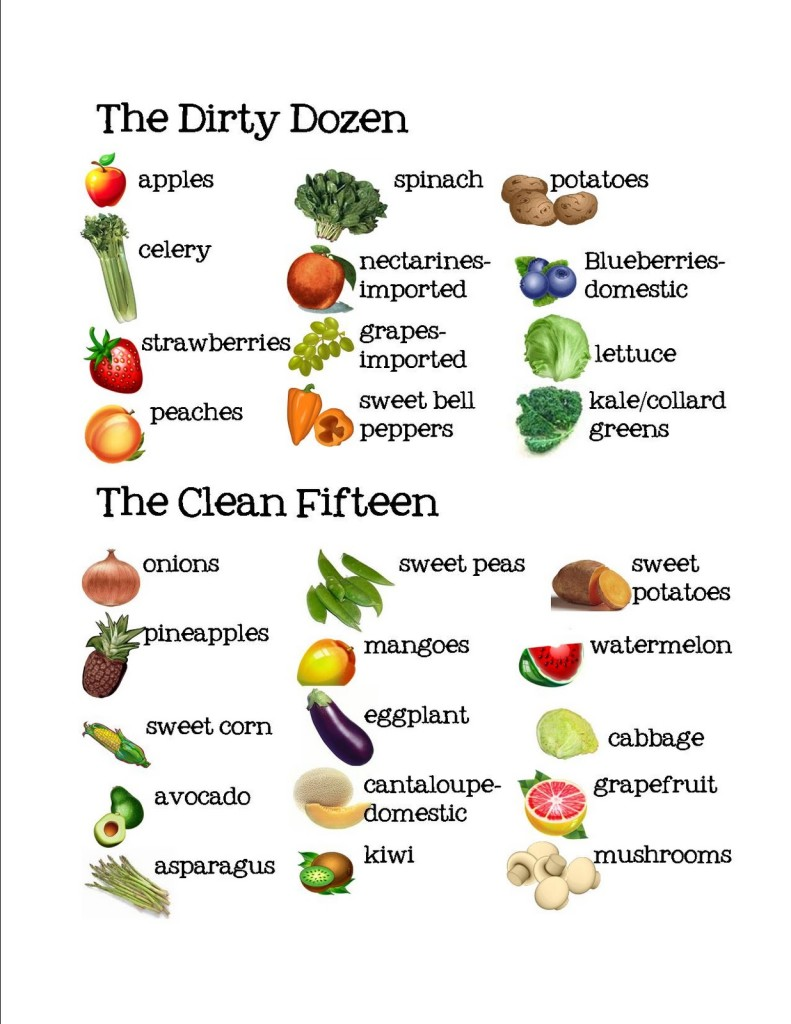 The Dirty Dozen
apples
spinach
potatoes
celery
nectarines-
imported
Blueberries-
domestic
strawberries
grapes-
imported
lettuce
peaches
sweet bell
peppers
kale/collard
greens
The Clean Fifteen
onions
sweet peas
sweet
potatoes
pineapples
mangoes
watermelon
sweet corn
eggplant
cabbage
avocado
cantaloupe-
domestic
grapefruit
asparagus
kiwi
mushrooms